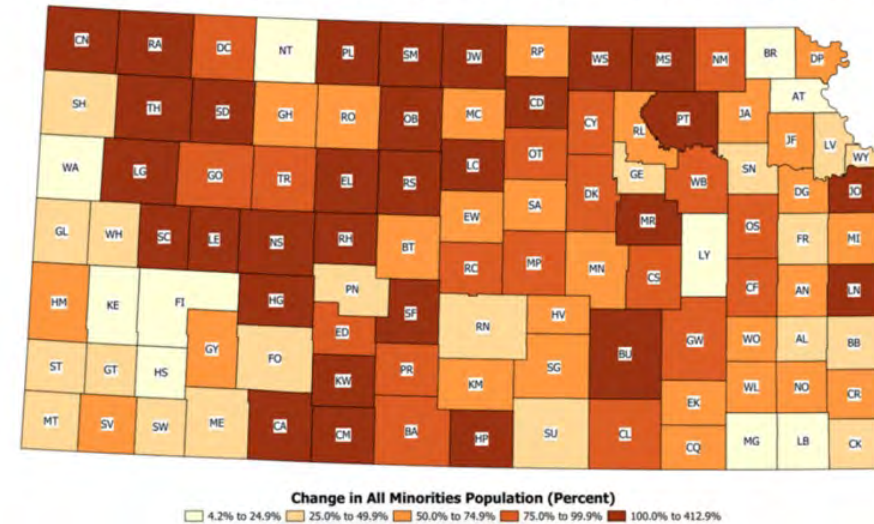 CN RA DC NT PL SM JW RP WS MS NM BR DP
SH TH SD GH RO OB MC CD CY RL PT JA AT
WA LG GO TR EL RS LC OT DK GE WB SN JF LV WY
GL WH SC LE NS RH BT EW SA MR LY OS DG JO
FR MI
HM KE FI HG PN SF RC MP MN CS CF AN LN
ST GT HS GY FO ED KW PR RN HV SG BU GW WO AL BB
KM EK WL NO CR
MT SV SW ME CA CM BA HP SU CL CQ MG LB CK
Change in All Minorities Population (Percent)
4.2% to 24.9% 25.0% to 49.9% 50.0% to 74.9% 75.0% to 99.9% 100.0% to 412.9%